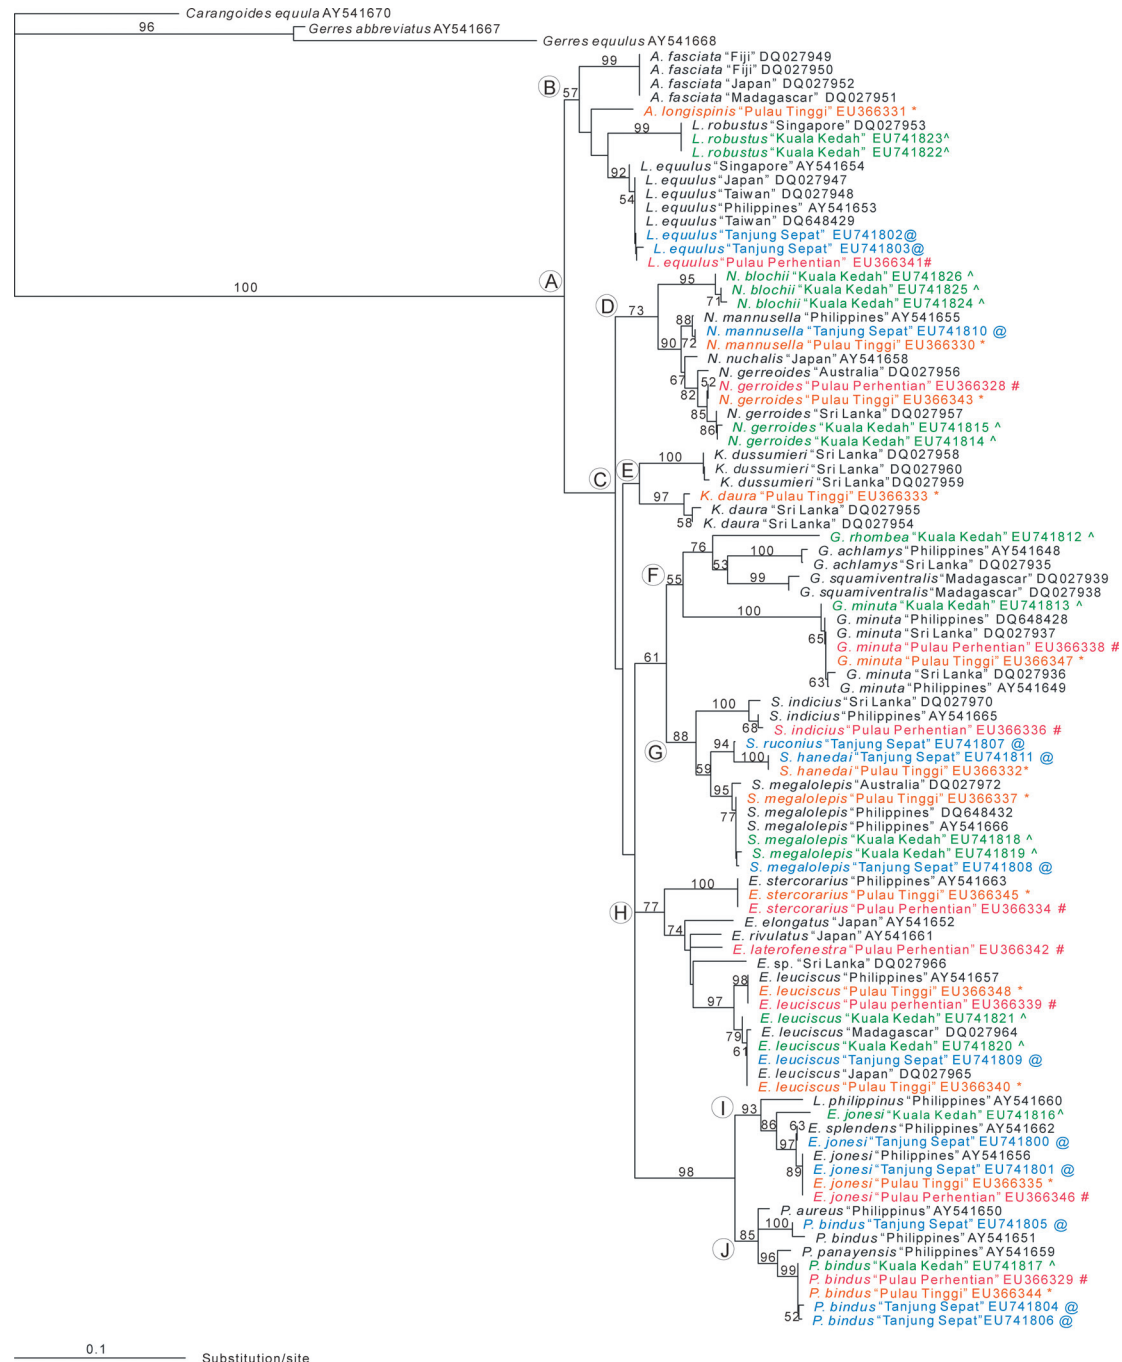 Carangoides equula AY541670
96
Gerres abbreviatus AY541667
Gerres equulus AY541668
A. fasciata “Fiji” DQ027949
99
A. fasciata “Fiji” DQ027950
A. fasciata “Japan” DQ027952
B
57
A. fasciata “Madagascar” DQ027951
A. longispinis “Pulau Tinggi” EU366331 *
99
L. robustus “Singapore” DQ027953
L. robustus “Kuala Kedah” EU741823^
L. robustus “Kuala Kedah” EU741822^
L. equulus “Singapore” AY541654
92
L. equulus “Japan” DQ027947
L. equulus “Taiwan” DQ027948
54
L. equulus “Philippines” AY541653
L. equulus “Taiwan” DQ648429
L. equulus “Tanjung Sepat” EU741802@
L. equulus “Tanjung Sepat” EU741803@
L. equulus “Pulau Perhentian” EU366341#
A
100
95
N. blochii “Kuala Kedah” EU741826 ^
N. blochii “Kuala Kedah” EU741825 ^
71
N. blochii “Kuala Kedah” EU741824 ^
D
73
88
N. mannusella “Philippines” AY541655
N. mannusella “Tanjung Sepat” EU741810 @
90
72
N. mannusella “Pulau Tinggi” EU366330 *
N. nuchalis “Japan” AY541658
N. gerreoides “Australia” DQ027956
67
52
N. gerroides “Pulau Perhentian” EU366328 #
82
N. gerroides “Pulau Tinggi” EU366343 *
85
N. gerroides “Sri Lanka” DQ027957
86
N. gerroides “Kuala Kedah” EU741815 ^
N. gerroides “Kuala Kedah” EU741814 ^
100
K. dussumieri “Sri Lanka” DQ027958
C
E
K. dussumieri “Sri Lanka” DQ027960
K. dussumieri “Sri Lanka” DQ027959
97
K. daura “Pulau Tinggi” EU366333 *
K. daura “Sri Lanka” DQ027955
58
K. daura “Sri Lanka” DQ027954
G. rhombea “Kuala Kedah” EU741812 ^
76
100
G. achlamys “Philippines” AY541648
53
G. achlamys “Sri Lanka” DQ027935
F
55
99
G. squamiventralis “Madagascar” DQ027939
G. squamiventralis “Madagascar” DQ027938
100
G. minuta “Kuala Kedah” EU741813 ^
G. minuta “Philippines” DQ648428
65
G. minuta “Sri Lanka” DQ027937
G. minuta “Pulau Perhentian” EU366338 #
61
G. minuta “Pulau Tinggi” EU366347 *
G. minuta “Sri Lanka” DQ027936
63
G. minuta “Philippines” AY541649
100
S. indicius “Sri Lanka” DQ027970
S. indicius “Philippines” AY541665
68
S. indicius “Pulau Perhentian” EU366336 #
G
88
94
S. ruconius “Tanjung Sepat” EU741807 @
100
S. hanedai “Tanjung Sepat” EU741811 @
59
S. hanedai “Pulau Tinggi” EU366332*
S. megalolepis “Australia” DQ027972
95
S. megalolepis “Pulau Tinggi” EU366337 *
77
S. megalolepis “Philippines” DQ648432
S. megalolepis “Philippines” AY541666
S. megalolepis “Kuala Kedah” EU741818 ^
S. megalolepis “Kuala Kedah” EU741819 ^
S. megalolepis “Tanjung Sepat” EU741808 @
100
E. stercorarius “Philippines” AY541663
E. stercorarius “Pulau Tinggi” EU366345 *
H
77
E. stercorarius “Pulau Perhentian” EU366334 #
E. elongatus “Japan” AY541652
74
E. rivulatus “Japan” AY541661
E. laterofenestra “Pulau Perhentian” EU366342 #
E. sp. “Sri Lanka” DQ027966
98
E. leuciscus “Philippines” AY541657
E. leuciscus “Pulau Tinggi” EU366348 *
97
E. leuciscus “Pulau perhentian” EU366339 #
E. leuciscus “Kuala Kedah” EU741821 ^
79
E. leuciscus “Madagascar” DQ027964
61
E. leuciscus “Kuala Kedah” EU741820 ^
E. leuciscus “Tanjung Sepat” EU741809 @
E. leuciscus “Japan” DQ027965
E. leuciscus “Pulau Tinggi” EU366340 *
L. philippinus “Philippines” AY541660
I
93
E. jonesi “Kuala Kedah” EU741816^
86
63
E. splendens “Philippines” AY541662
97
E. jonesi “Tanjung Sepat” EU741800 @
E. jonesi “Philippines” AY541656
98
89
E. jonesi “Tanjung Sepat” EU741801 @
E. jonesi “Pulau Tinggi” EU366335 *
E. jonesi “Pulau Perhentian” EU366346 #
P. aureus “Philippinus” AY541650
100
P. bindus “Tanjung Sepat” EU741805 @
J
85
P. bindus “Philippines” AY541651
96
P. panayensis “Philippines” AY541659
99
P. bindus “Kuala Kedah” EU741817 ^
P. bindus “Pulau Perhentian” EU366329 #
P. bindus “Pulau Tinggi” EU366344 *
P. bindus “Tanjung Sepat” EU741804 @
52
P. bindus “Tanjung Sepat” EU741806 @
0.1
Substitution/site